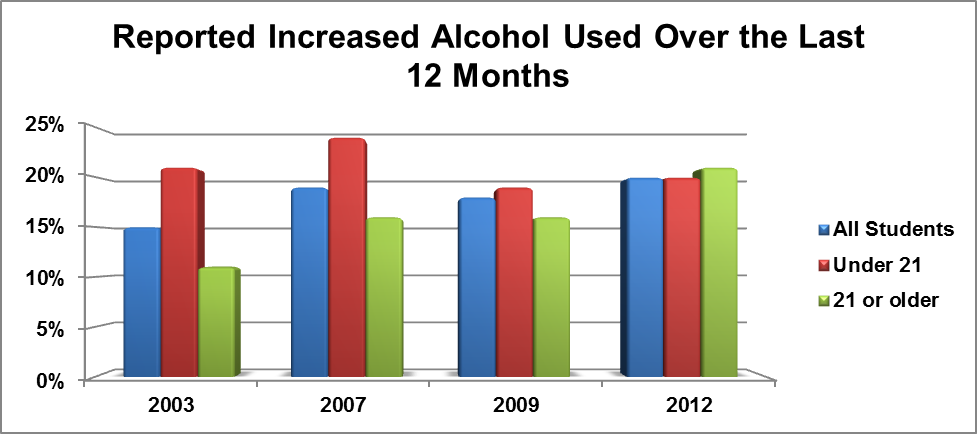 Reported Increased Alcohol Used Over the Last
12 Months
25%
20%
15%
10%
5%
0%
2003 2007 2009 2012
All Students
Under 21
21 or older